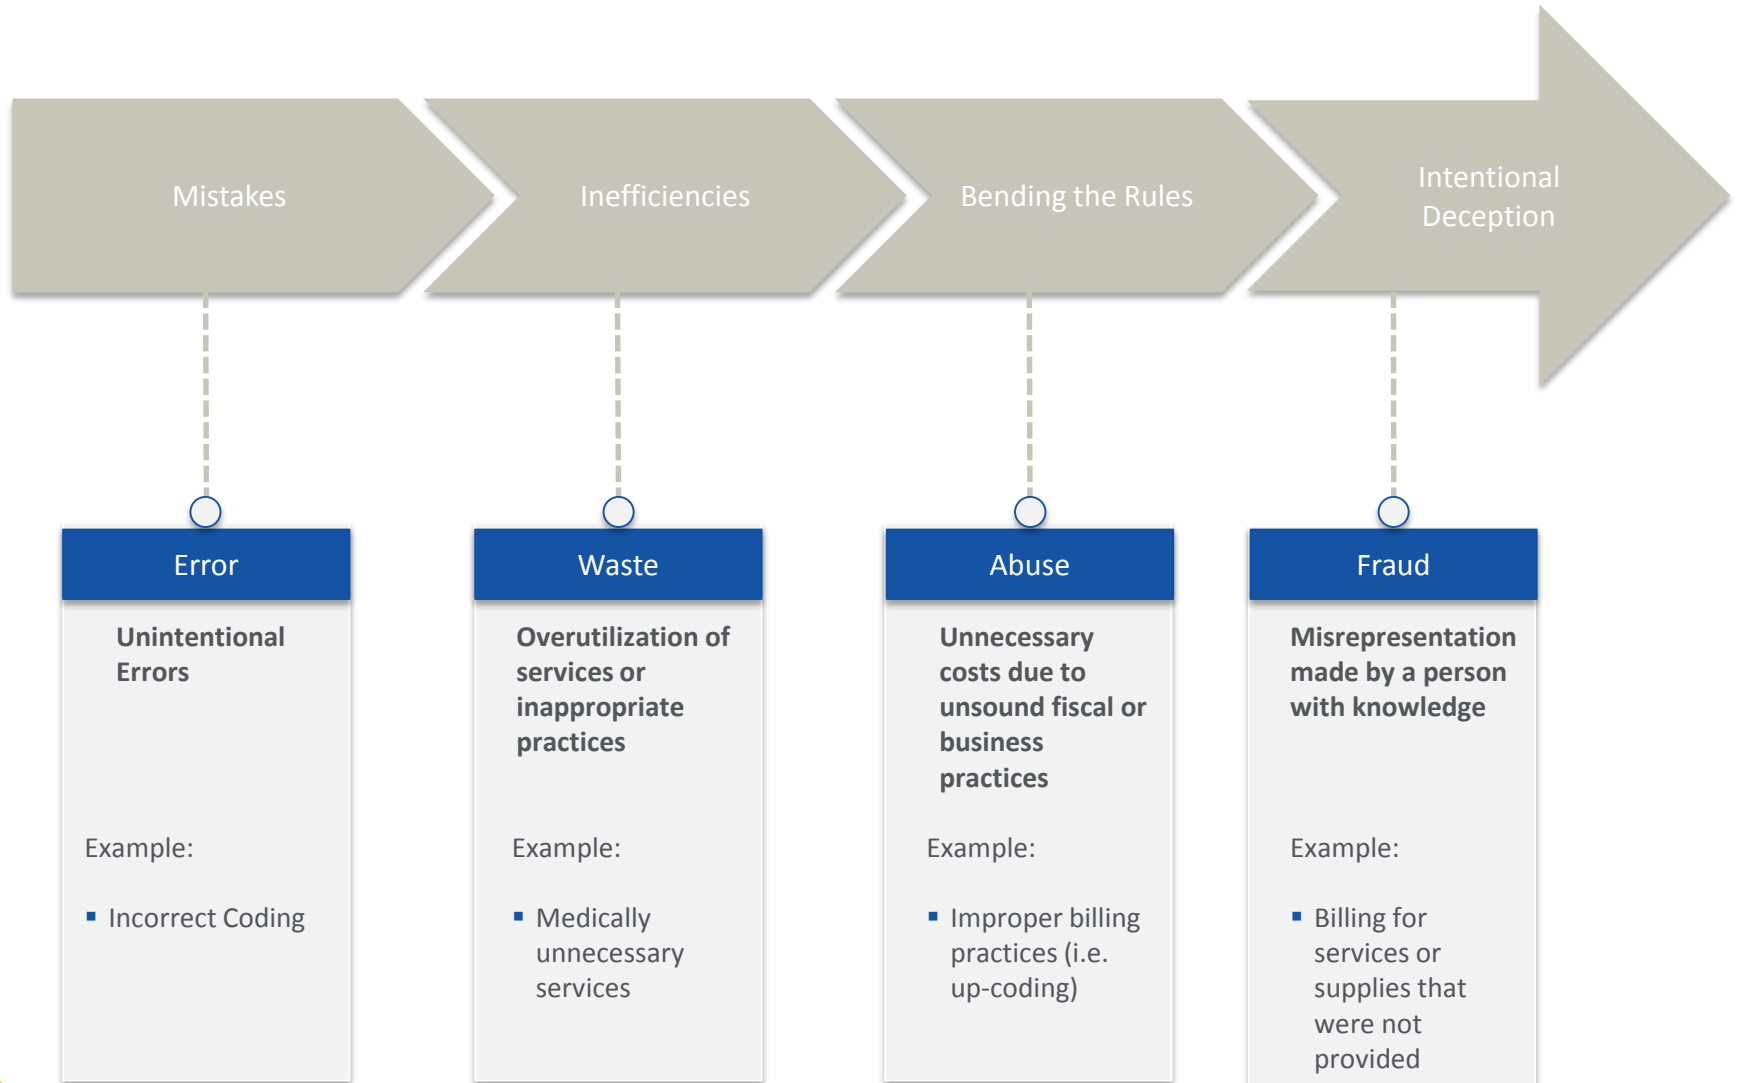 Mistakes
Inefficiencies
Bending the Rules
Intentional
Deception
Error
Unintentional
Errors
Example:
▪ Incorrect Coding
Waste
Overutilization of
services or
inappropriate
practices
Example:
▪ Medically
unnecessary
services
Abuse
Unnecessary
costs due to
unsound fiscal or
business
practices
Example:
▪ Improper billing
practices (i.e.
up-coding)
Fraud
Misrepresentation
made by a person
with knowledge
Example:
▪ Billing for
services or
supplies that
were not
provided